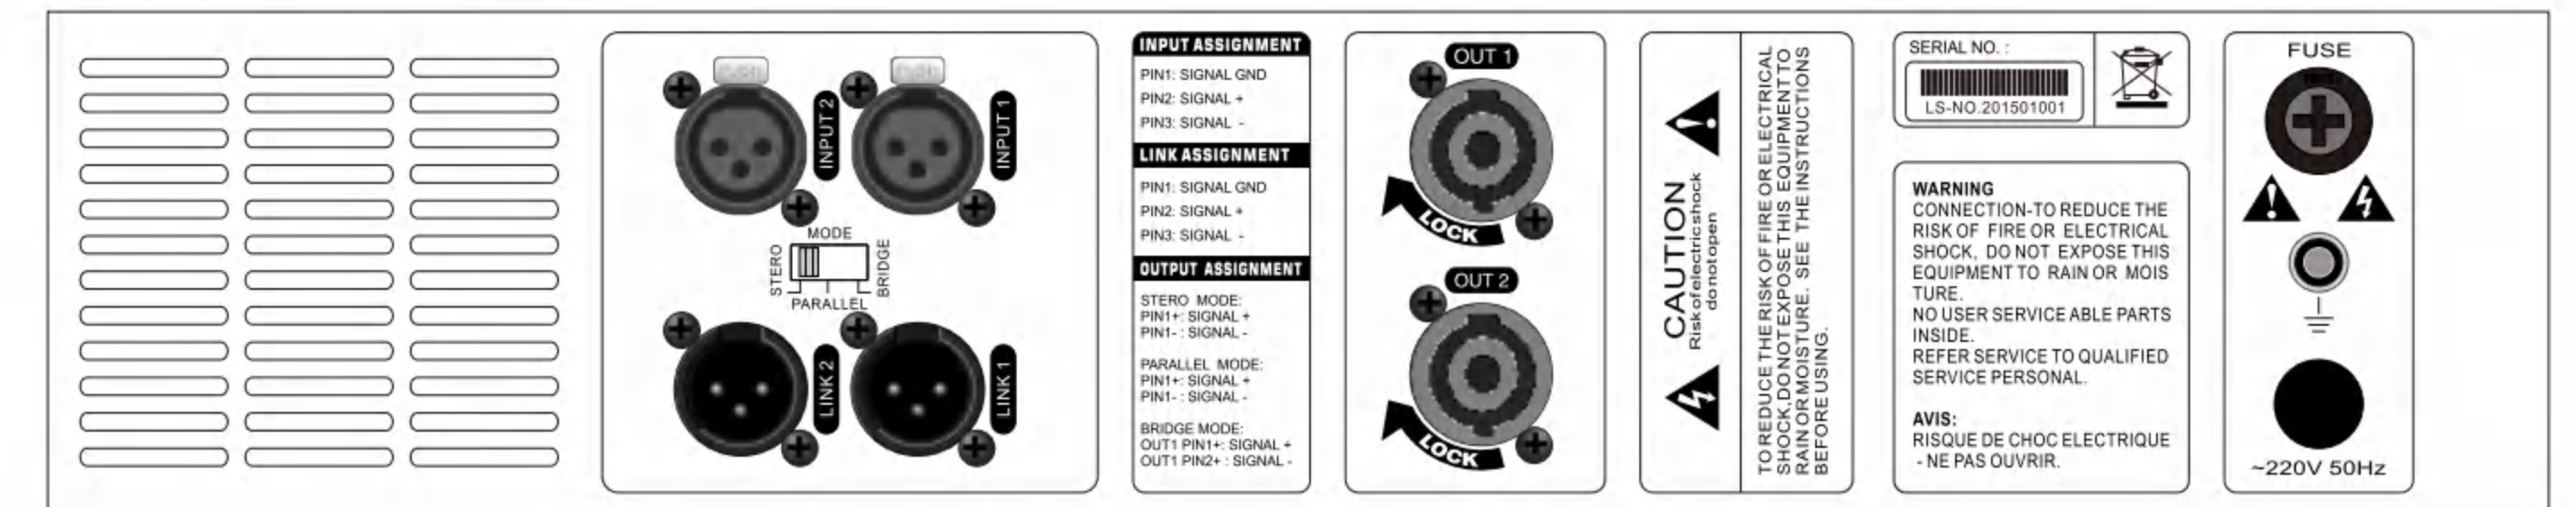 PUSH
PUSH
INPUT 2
INPUT 1
MODE
STERO
BRIDGE
PARALLEL
LINK 2
LINK 1
INPUT ASSIGNMENT
PIN1: SIGNAL GND
PIN2: SIGNAL +
PIN3: SIGNAL -
LINK ASSIGNMENT
PIN1: SIGNAL GND
PIN2: SIGNAL +
PIN3: SIGNAL -
OUTPUT ASSIGNMENT
STERO MODE:
PIN1+: SIGNAL +
PIN1- : SIGNAL -
PARALLEL MODE:
PIN1+: SIGNAL +
PIN1- : SIGNAL -
BRIDGE MODE:
OUT1 PIN1+: SIGNAL +
OUT1 PIN2+ : SIGNAL -
OUT 1
LOCK
OUT 2
LOCK
CAUTION
Risk of electric shock
do not open
TO REDUCE THE RISK OF FIRE OR ELECTRICAL
SHOCK, DO NOT EXPOSE THIS EQUIPMENT TO
RAIN OR MOISTURE. SEE THE INSTRUCTIONS
BEFORE USING.
SERIAL NO. :
LS-NO.201501001
WARNING
CONNECTION-TO REDUCE THE
RISK OF FIRE OR ELECTRICAL
SHOCK, DO NOT EXPOSE THIS
EQUIPMENT TO RAIN OR MOIS
TURE.
NO USER SERVICE ABLE PARTS
INSIDE.
REFER SERVICE TO QUALIFIED
SERVICE PERSONAL.
AVIS:
RISQUE DE CHOC ELECTRIQUE
- NE PAS OUVRIR.
FUSE
~220V 50Hz